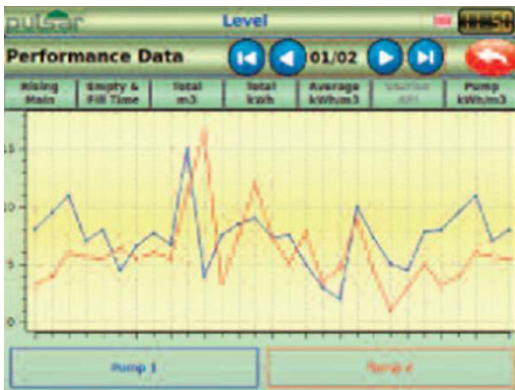 pulsar Level
Performance Data 01/02
Rising Main
Empty & Fill Time
Total m3
Total kWh
Average kWh/m3
Pump kWh/m3
15
10
5
0
Pump 1
Pump 2